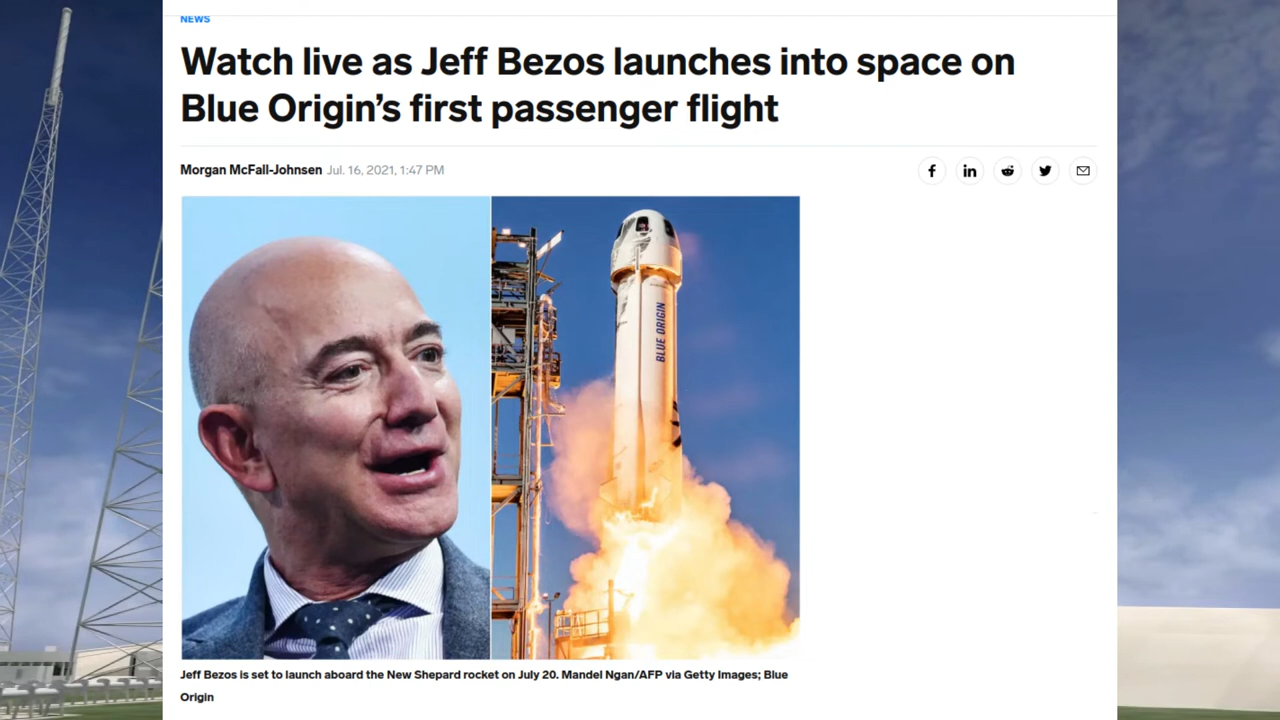 NEWS
Watch live as Jeff Bezos launches into space on
Blue Origin’s first passenger flight
Morgan McFall-Johnsen Jul. 16, 2021, 1:47 PM
BLUE ORIGIN
Jeff Bezos is set to launch aboard the New Shepard rocket on July 20. Mandel Ngan/AFP via Getty Images; Blue
Origin